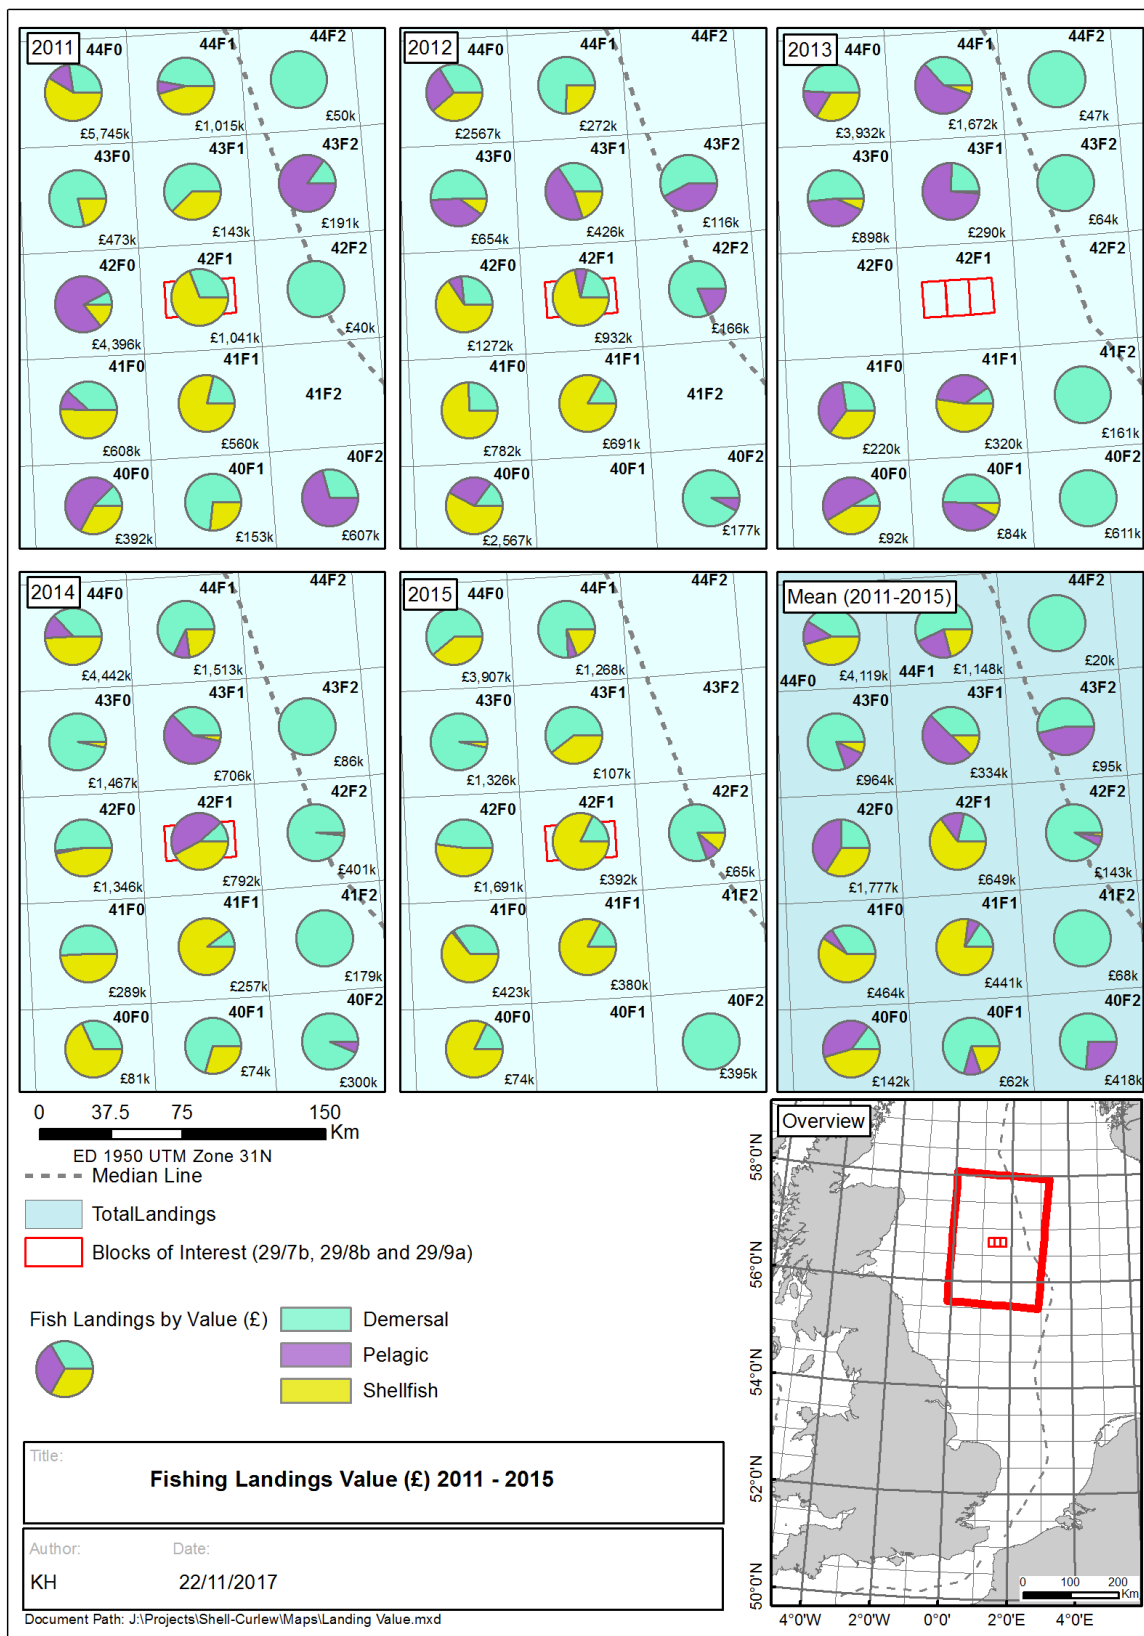 2011
44F0
44F1
44F2
£5,745k
£1,015k
£50k
43F0
43F1
43F2
£473k
£143k
£191k
42F0
42F1
42F2
£4,396k
£1,041k
£40k
41F0
41F1
41F2
£608k
£560k
40F0
40F1
40F2
£392k
£153k
£607k
2012
44F0
44F1
44F2
£2567k
£272k
43F0
43F1
43F2
£654k
£426k
£116k
42F0
42F1
42F2
£1272k
£932k
£166k
41F0
41F1
41F2
£782k
£691k
40F0
40F1
40F2
£2,567k
£177k
2013
44F0
44F1
44F2
£3,932k
£1,672k
£47k
43F0
43F1
43F2
£898k
£290k
£64k
42F0
42F1
42F2
41F0
41F1
41F2
£220k
£320k
£161k
40F0
40F1
40F2
£92k
£84k
£611k
2014
44F0
44F1
44F2
£4,442k
£1,513k
43F0
43F1
43F2
£1,467k
£706k
£86k
42F0
42F1
42F2
£1,346k
£792k
£401k
41F0
41F1
41F2
£289k
£257k
£179k
40F0
40F1
40F2
£81k
£74k
£300k
2015
44F0
44F1
44F2
£3,907k
£1,268k
43F0
43F1
43F2
£1,326k
£107k
42F0
42F1
42F2
£1,691k
£392k
£65k
41F0
41F1
41F2
£423k
£380k
40F0
40F1
40F2
£74k
£395k
Mean (2011-2015)
44F2
44F0
£4,119k
44F1
£1,148k
£20k
43F0
43F1
43F2
£964k
£334k
£95k
42F0
42F1
42F2
£1,777k
£649k
£143k
41F0
41F1
41F2
£464k
£441k
£68k
40F0
40F1
40F2
£142k
£62k
£418k
0 37.5 75 150
Km
ED 1950 UTM Zone 31N
Median Line
TotalLandings
Blocks of Interest (29/7b, 29/8b and 29/9a)
Fish Landings by Value (£)
Demersal
Pelagic
Shellfish
Overview
58°0'N
56°0'N
54°0'N
52°0'N
50°0'N
0 100 200
Km
4°0'W 2°0'W 0°0' 2°0'E 4°0'E
Title:
Fishing Landings Value (£) 2011 - 2015
Author: Date:
KH 22/11/2017
Document Path: J:\Projects\Shell-Curlew\Maps\Landing Value.mxd